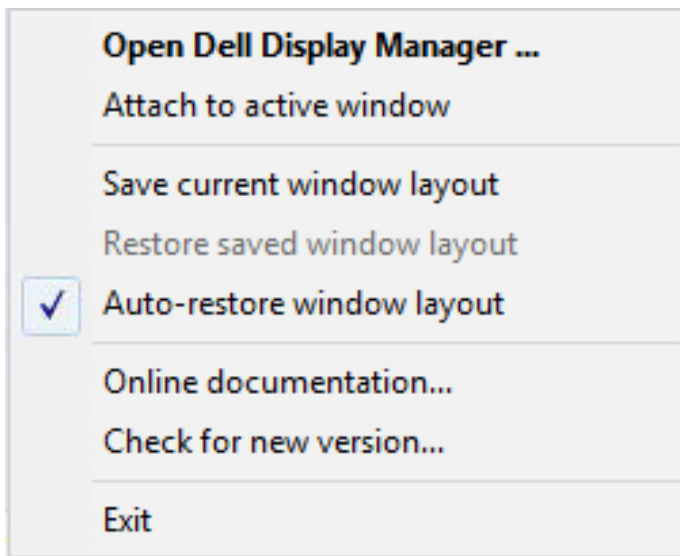 Open Dell Display Manager ...
Attach to active window
Save current window layout
Restore saved window layout
Auto-restore window layout
Online documentation...
Check for new version...
Exit